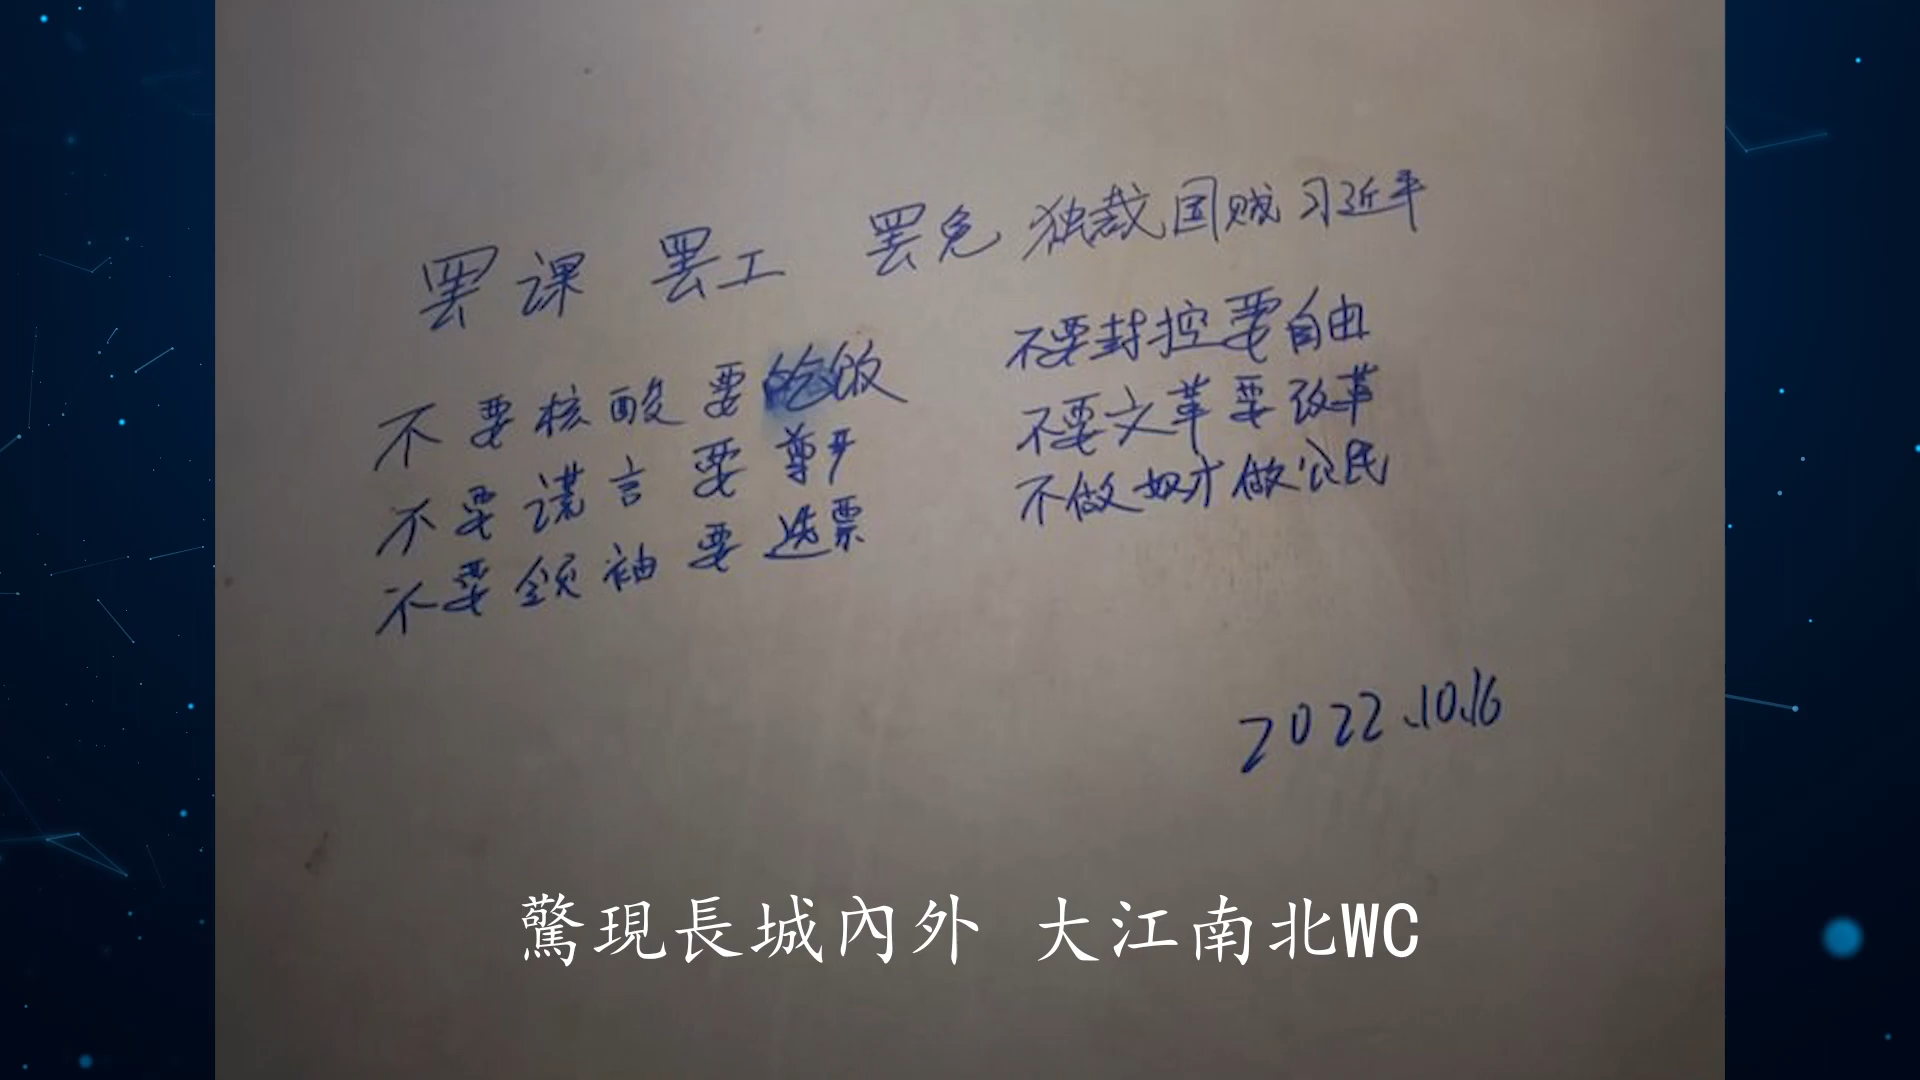 罢课 罢工 罢免独裁国贼习近平
不要核酸要吃饭 不要封控要自由
不要谎言要尊严 不要文革要改革
不要领袖要选票 不做奴才做公民
2022.10.16
驚現長城內外 大江南北WC